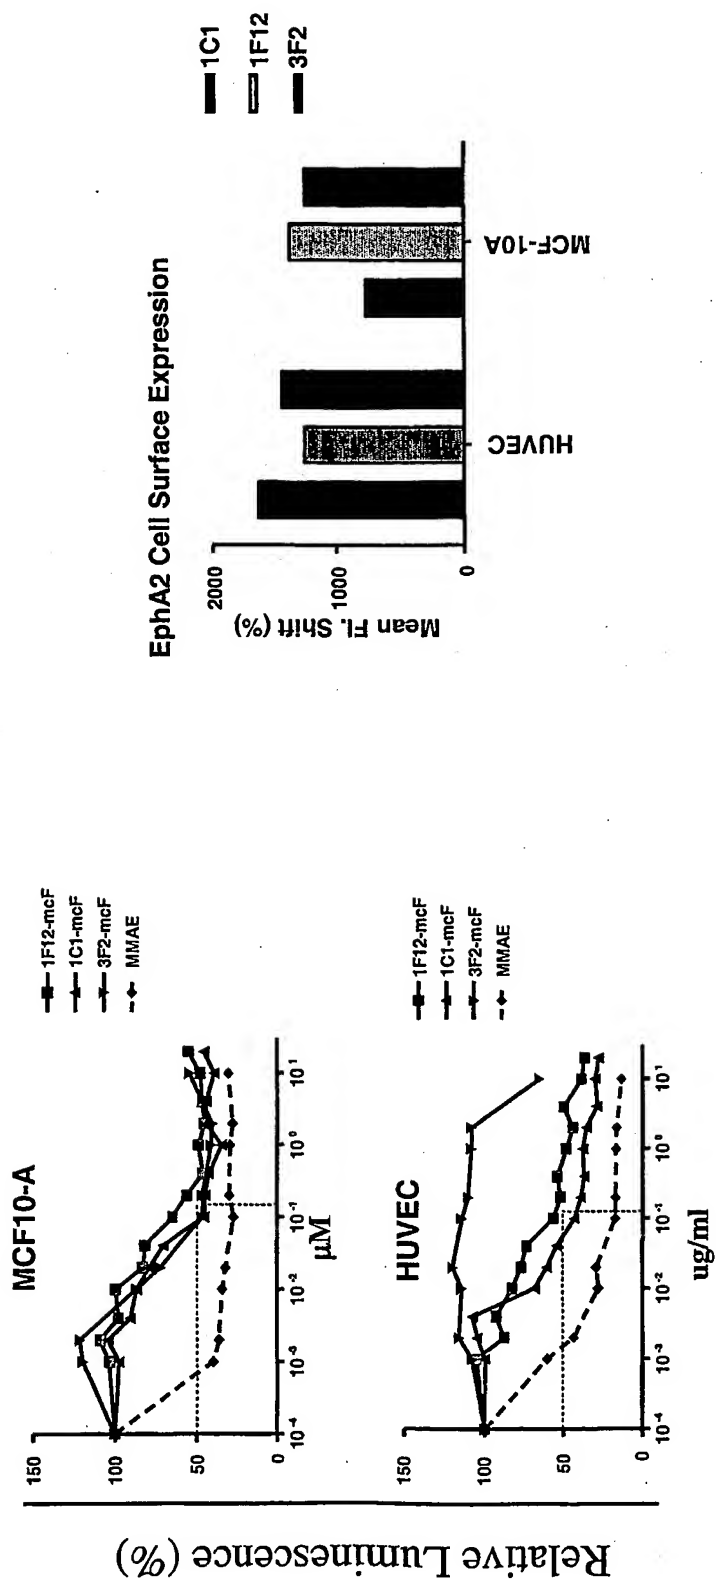 MCF10-A
150
100
50
0
10⁻⁴
10⁻³
10⁻²
10⁻¹
10⁰
10¹
μM
1F12-mcF
1C1-mcF
3F2-mcF
MMAE
HUVEC
150
100
50
0
10⁻⁴
10⁻³
10⁻²
10⁻¹
10⁰
10¹
ug/ml
1F12-mcF
1C1-mcF
3F2-mcF
MMAE
Relative Luminescence (%)
EphA2 Cell Surface Expression
2000
1000
0
Mean Fl. Shift (%)
HUVEC
MCF-10A
1C1
1F12
3F2